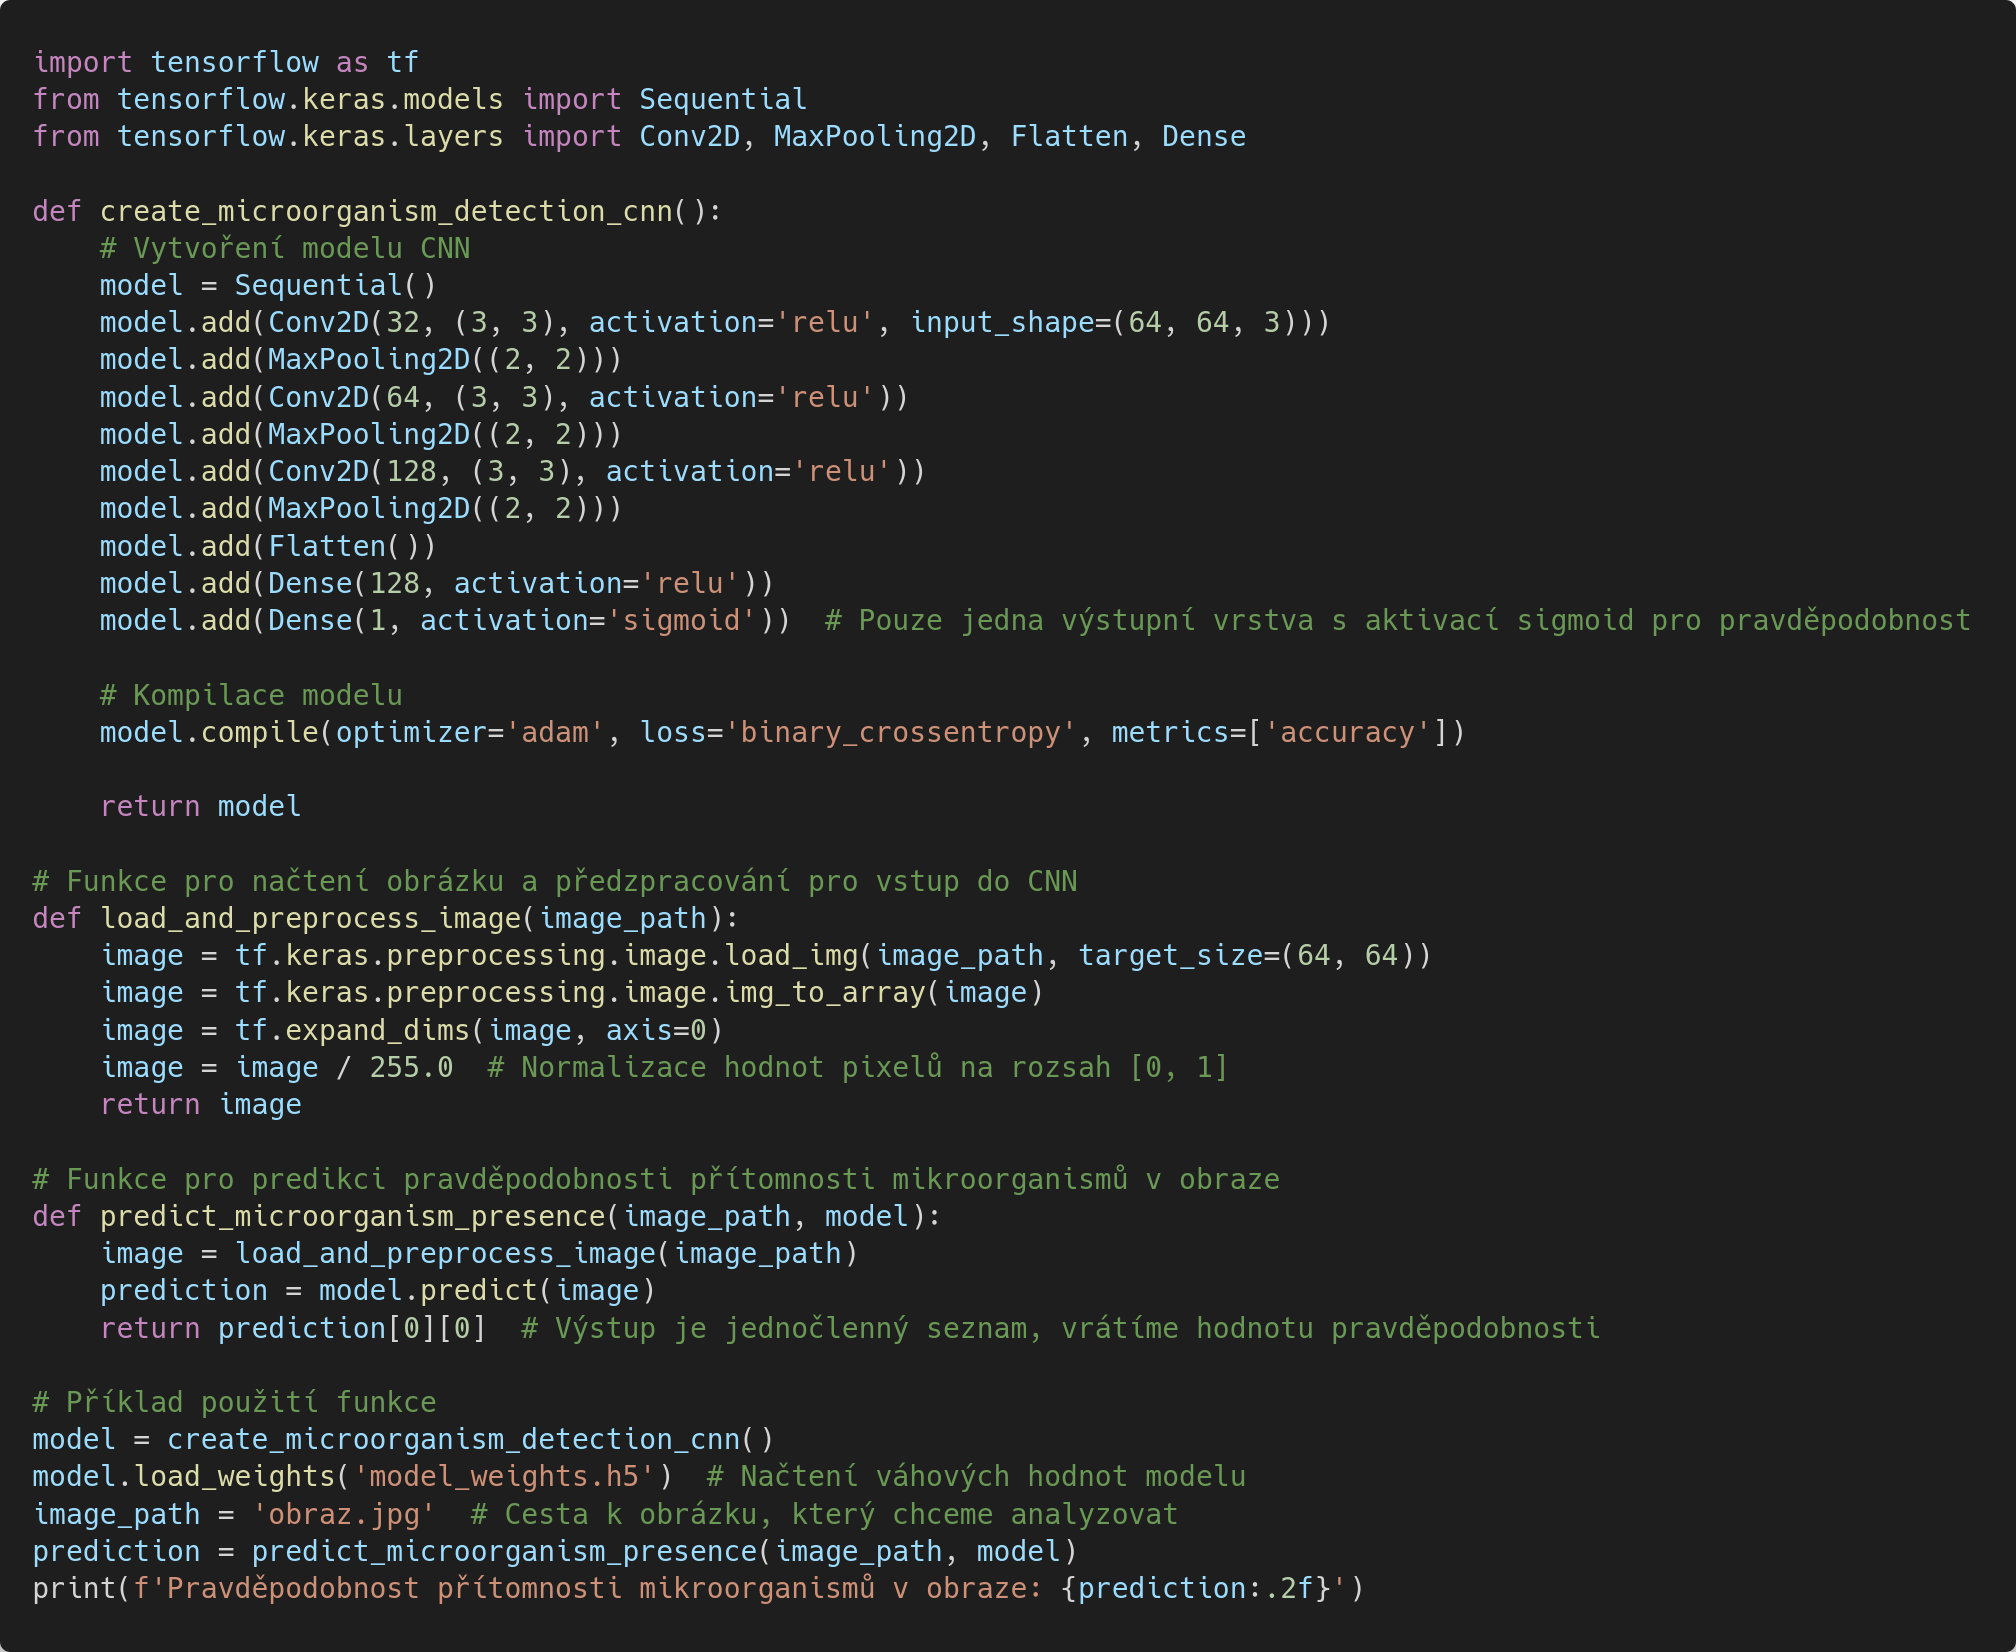 import tensorflow as tf
from tensorflow.keras.models import Sequential
from tensorflow.keras.layers import Conv2D, MaxPooling2D, Flatten, Dense

def create_microorganism_detection_cnn():
    # Vytvoření modelu CNN
    model = Sequential()
    model.add(Conv2D(32, (3, 3), activation='relu', input_shape=(64, 64, 3)))
    model.add(MaxPooling2D((2, 2)))
    model.add(Conv2D(64, (3, 3), activation='relu'))
    model.add(MaxPooling2D((2, 2)))
    model.add(Conv2D(128, (3, 3), activation='relu'))
    model.add(MaxPooling2D((2, 2)))
    model.add(Flatten())
    model.add(Dense(128, activation='relu'))
    model.add(Dense(1, activation='sigmoid'))  # Pouze jedna výstupní vrstva s aktivací sigmoid pro pravděpodobnost

    # Kompilace modelu
    model.compile(optimizer='adam', loss='binary_crossentropy', metrics=['accuracy'])

    return model

# Funkce pro načtení obrázku a předzpracování pro vstup do CNN
def load_and_preprocess_image(image_path):
    image = tf.keras.preprocessing.image.load_img(image_path, target_size=(64, 64))
    image = tf.keras.preprocessing.image.img_to_array(image)
    image = tf.expand_dims(image, axis=0)
    image = image / 255.0  # Normalizace hodnot pixelů na rozsah [0, 1]
    return image

# Funkce pro predikci pravděpodobnosti přítomnosti mikroorganismů v obraze
def predict_microorganism_presence(image_path, model):
    image = load_and_preprocess_image(image_path)
    prediction = model.predict(image)
    return prediction[0][0]  # Výstup je jednočlenný seznam, vrátíme hodnotu pravděpodobnosti

# Příklad použití funkce
model = create_microorganism_detection_cnn()
model.load_weights('model_weights.h5')  # Načtení váhových hodnot modelu
image_path = 'obraz.jpg'  # Cesta k obrázku, který chceme analyzovat
prediction = predict_microorganism_presence(image_path, model)
print(f'Pravděpodobnost přítomnosti mikroorganismů v obraze: {prediction:.2f}')